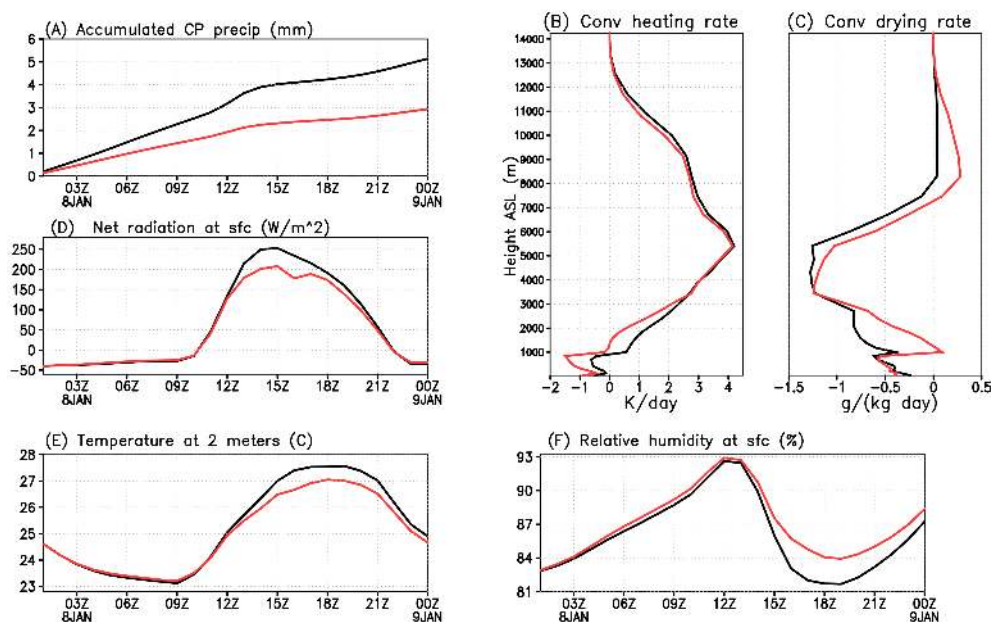 (A) Accumulated CP precip (mm)
6
5
4
3
2
1
0
03Z 06Z 09Z 12Z 15Z 18Z 21Z 00Z
8JAN 9JAN
(B) Conv heating rate
Height ASL (m)
14000
13000
12000
11000
10000
9000
8000
7000
6000
5000
4000
3000
2000
1000
-2 -1 0 1 2 3 4
K/day
(C) Conv drying rate
-1.5 -1 -0.5 0 0.5
g/(kg day)
(D) Net radiation at sfc (W/m^2)
250
200
150
100
50
0
-50
03Z 06Z 09Z 12Z 15Z 18Z 21Z 00Z
8JAN 9JAN
(E) Temperature at 2 meters (C)
28
27
26
25
24
23
03Z 06Z 09Z 12Z 15Z 18Z 21Z 00Z
8JAN 9JAN
(F) Relative humidity at sfc (%)
93
90
87
84
81
03Z 06Z 09Z 12Z 15Z 18Z 21Z 00Z
8JAN 9JAN